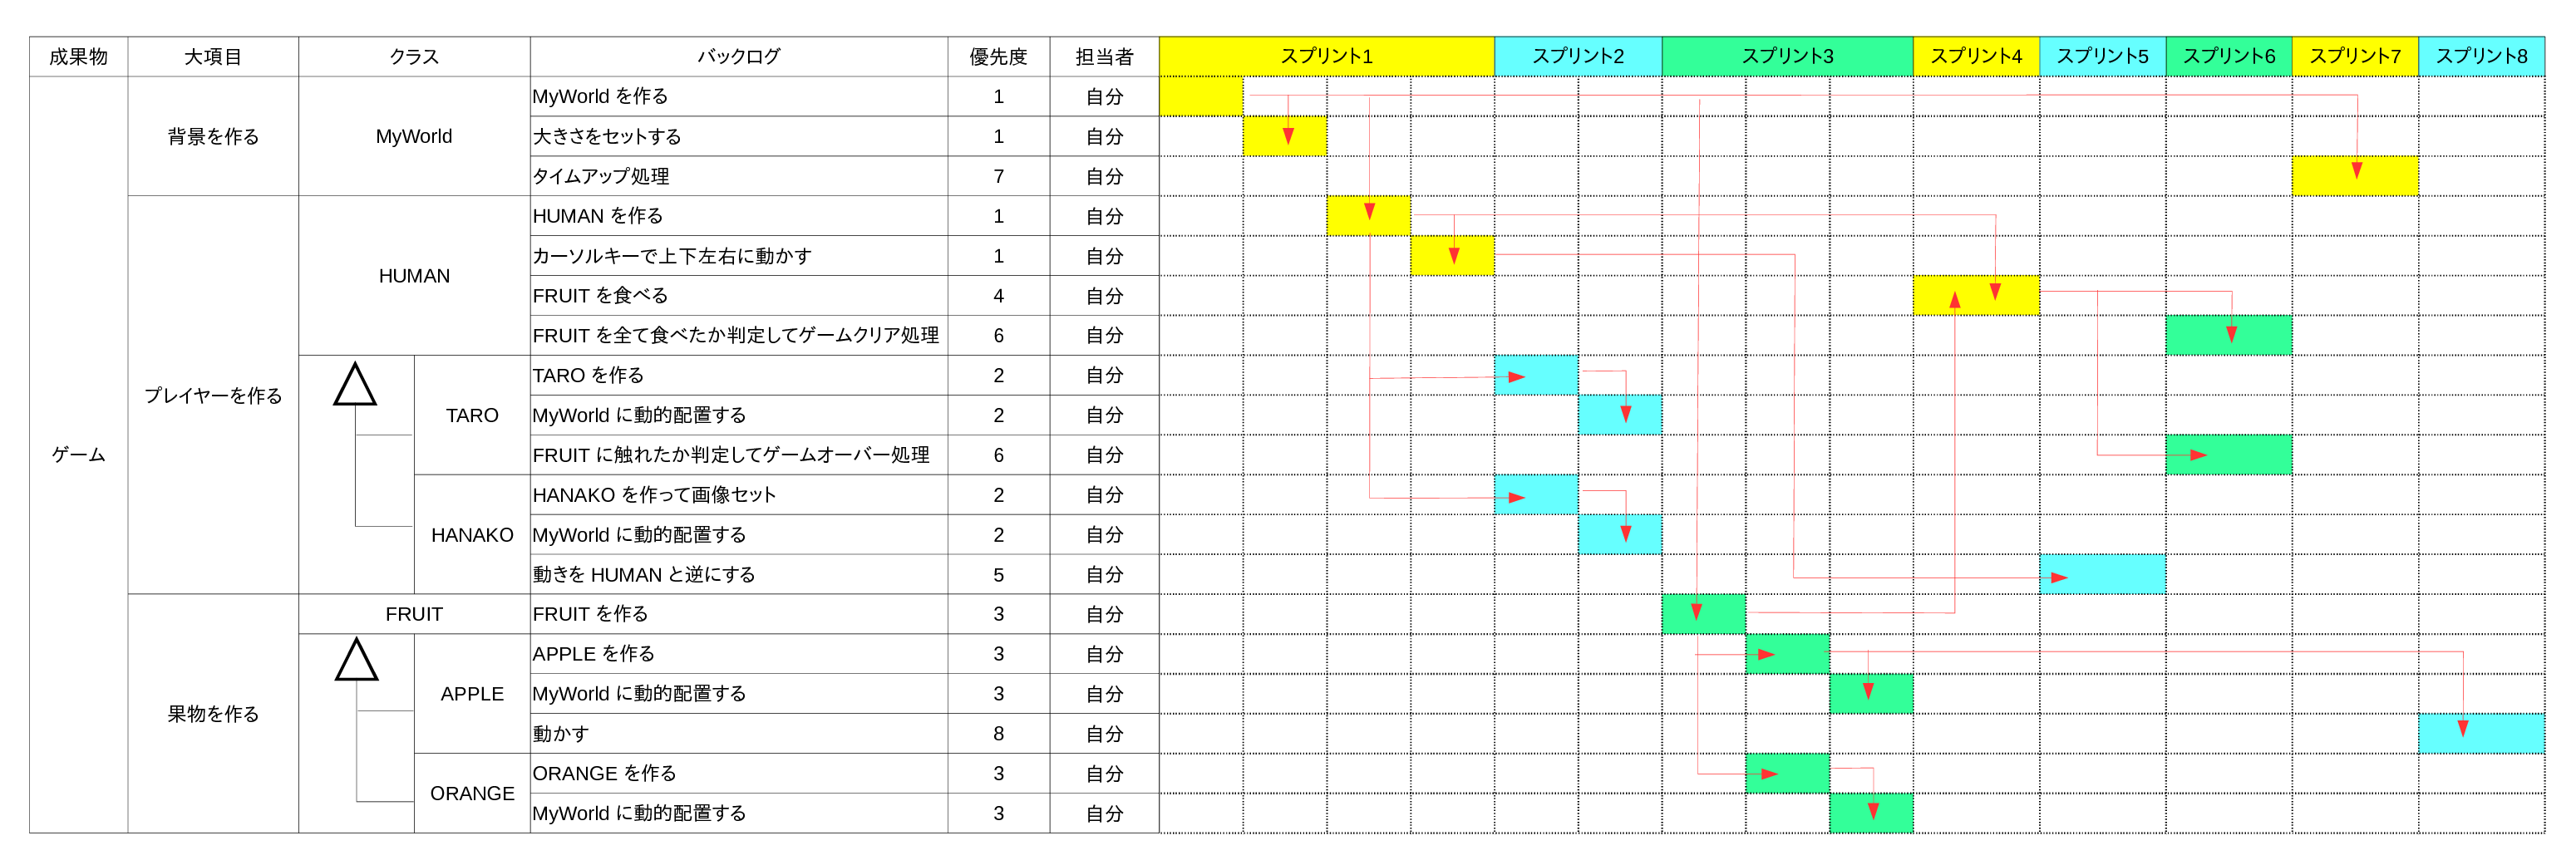 成果物 大項目 クラス バックログ 優先度 担当者 スプリント1 スプリント2 スプリント3 スプリント4 スプリント5 スプリント6 スプリント7 スプリント8
ゲーム
背景を作る
MyWorld
MyWorld を作る 1 自分
大きさをセットする 1 自分
タイムアップ処理 7 自分
プレイヤーを作る
HUMAN
HUMAN を作る 1 自分
カーソルキーで上下左右に動かす 1 自分
FRUIT を食べる 4 自分
FRUIT を全て食べたか判定してゲームクリア処理 6 自分
TARO
TARO を作る 2 自分
MyWorld に動的配置する 2 自分
FRUIT に触れたか判定してゲームオーバー処理 6 自分
HANAKO
HANAKO を作って画像セット 2 自分
MyWorld に動的配置する 2 自分
動きを HUMAN と逆にする 5 自分
果物を作る
FRUIT
FRUIT を作る 3 自分
APPLE
APPLE を作る 3 自分
MyWorld に動的配置する 3 自分
動かす 8 自分
ORANGE
ORANGE を作る 3 自分
MyWorld に動的配置する 3 自分